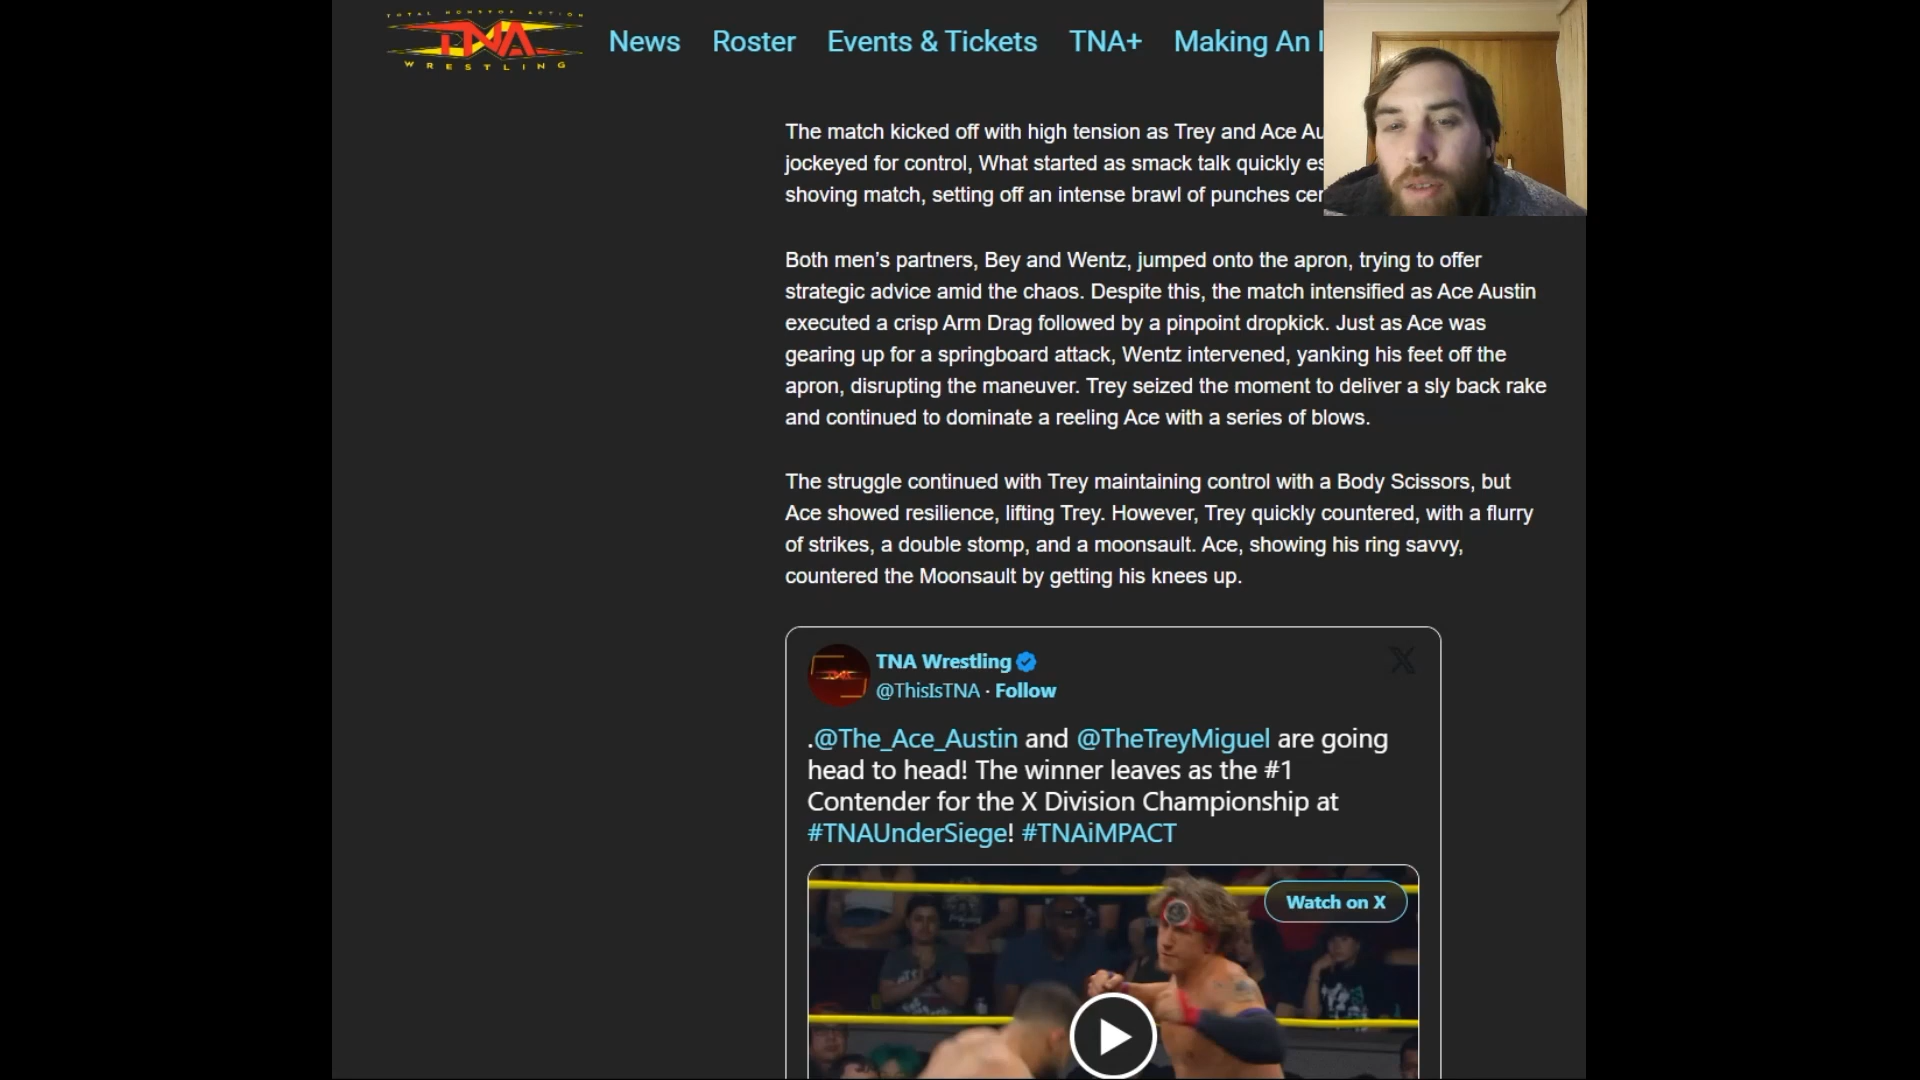 TOTAL NONSTOP ACTION
TNA
WRESTLING
News Roster Events & Tickets TNA+ Making An
The match kicked off with high tension as Trey and Ace Au
jockeyed for control, What started as smack talk quickly es
shoving match, setting off an intense brawl of punches cen
Both men’s partners, Bey and Wentz, jumped onto the apron, trying to offer
strategic advice amid the chaos. Despite this, the match intensified as Ace Austin
executed a crisp Arm Drag followed by a pinpoint dropkick. Just as Ace was
gearing up for a springboard attack, Wentz intervened, yanking his feet off the
apron, disrupting the maneuver. Trey seized the moment to deliver a sly back rake
and continued to dominate a reeling Ace with a series of blows.
The struggle continued with Trey maintaining control with a Body Scissors, but
Ace showed resilience, lifting Trey. However, Trey quickly countered, with a flurry
of strikes, a double stomp, and a moonsault. Ace, showing his ring savvy,
countered the Moonsault by getting his knees up.
TNA Wrestling
@ThisIsTNA · Follow
.@The_Ace_Austin and @TheTreyMiguel are going
head to head! The winner leaves as the #1
Contender for the X Division Championship at
#TNAUnderSiege! #TNAiMPACT
Watch on X